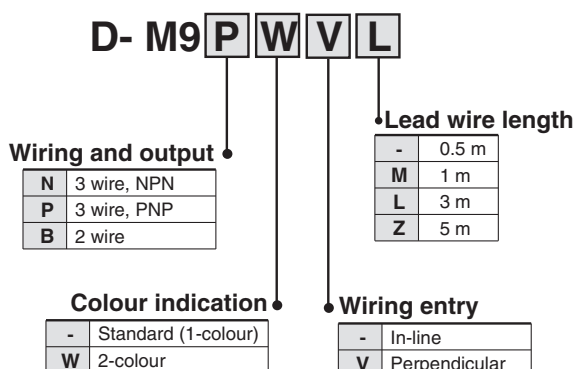 D- M9 P W V L
Lead wire length
- 0.5 m
M 1 m
L 3 m
Z 5 m
Wiring and output
N 3 wire, NPN
P 3 wire, PNP
B 2 wire
Colour indication
- Standard (1-colour)
W 2-colour
Wiring entry
- In-line
V Perpendicular